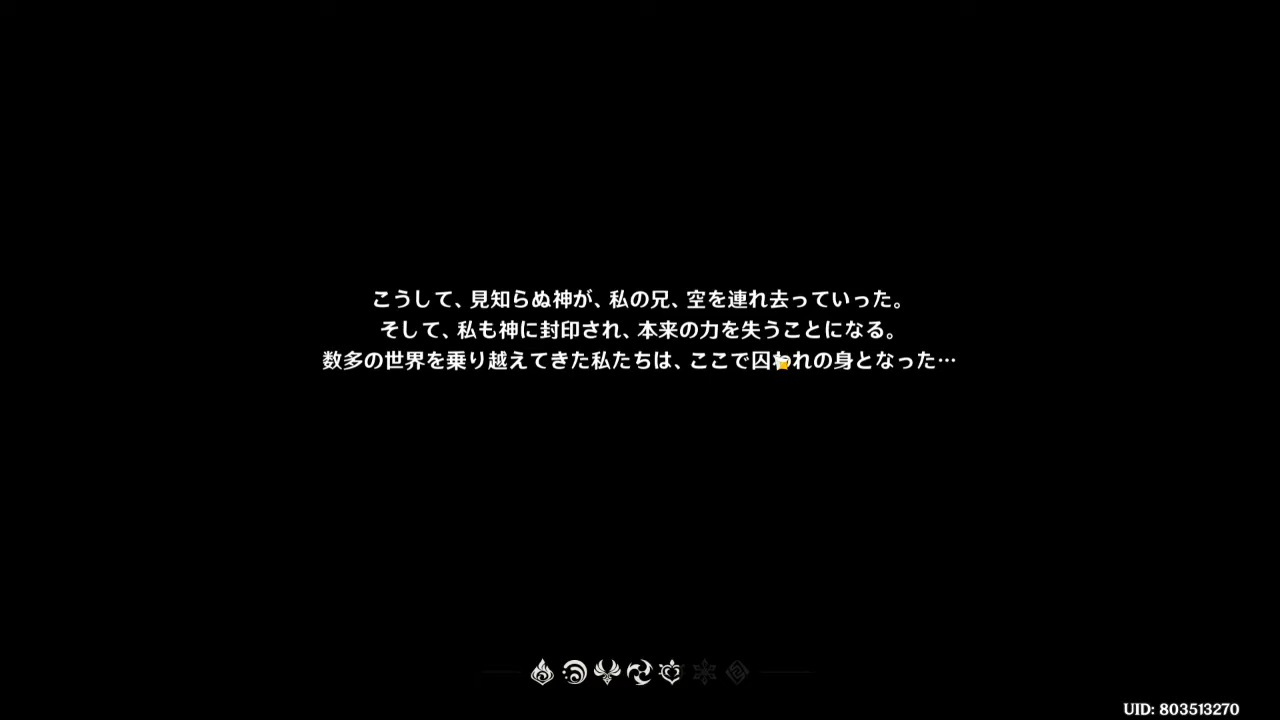 こうして、見知らぬ神が、私の兄、空を連れ去っていった。
そして、私も神に封印され、本来の力を失うことになる。
数多の世界を乗り越えてきた私たちは、ここで囚われの身となった…
UID: 803513270